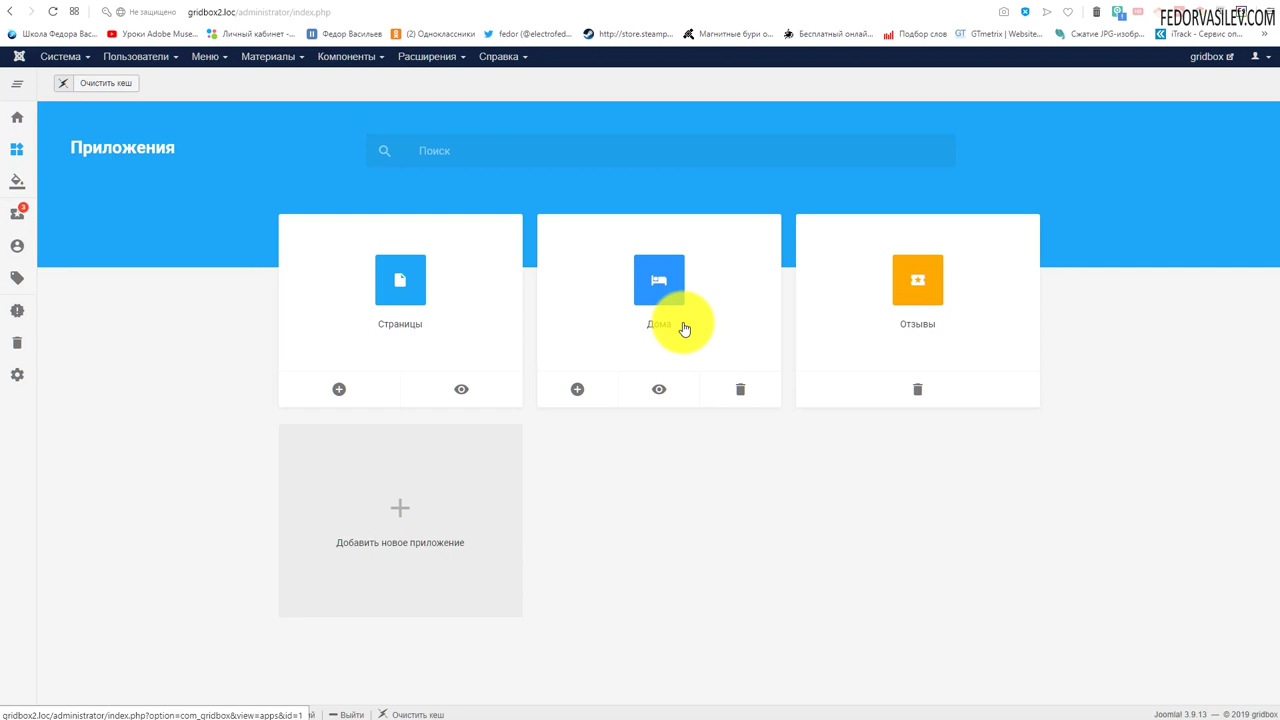 Не защищено gridbox2.loc/administrator/index.php
FEDORVASILEW.COM
Школа Федора Вас... Уроки Adobe Muse... Личный кабинет -... Федор Васильев (2) Одноклассники fedor (@electrofed... http://store.steamp... Магнитные бури о... Бесплатный онлай... Подбор слов GTmetrix | Website... Сжатие JPG-изобр... iTrack - Сервис оп...
Система Пользователи Меню Материалы Компоненты Расширения Справка gridbox
Очистить кеш
Приложения
Поиск
3
Страницы
Дома
Отзывы
Добавить новое приложение
gridbox2.loc/administrator/index.php?option=com_gridbox&view=apps&id=1 Выйти Очистить кеш Joomla! 3.9.13 — © 2019 gridbox